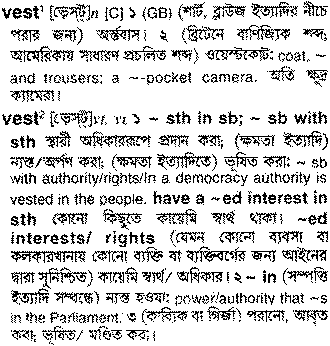 vest¹ [ভেস্ট্]n [C] ১ (GB) (শার্ট, ব্লাউজ ইত্যাদির নীচে
পরার জন্য) অন্তর্বাস। ২ (ব্রিটেনে বাণিজ্যিক শব্দ;
আমেরিকায় সাধারণ প্রচলিত শব্দ) ওয়েস্টকোট: coat, ~
and trousers; a ~-pocket camera. অতি ক্ষুদ্র
ক্যামেরা।
vest² [ভেস্ট্]vt, vi ১ ~ sth in sb; ~ sb with
sth স্থায়ী অধিকাররূপে প্রদান করা; (ক্ষমতা ইত্যাদি)
ন্যস্ত/অর্পণ করা; (ক্ষমতা ইত্যাদিতে) ভূষিত করা: ~ sb
with authority/rights/In a democracy authority is
vested in the people. have a ~ed interest in
sth কোনো কিছুতে কায়েমি স্বার্থ থাকা। ~ed
interests/ rights (যেমন কোনো ব্যবসা বা
কলকারখানায় কোনো ব্যক্তি বা ব্যক্তিবর্গের জন্য আইনের
দ্বারা সুনিশ্চিত) কায়েমি স্বার্থ/ অধিকার। ২ ~ in (সম্পত্তি
ইত্যাদি সম্বন্ধে) ন্যস্ত হওয়া: power/authority that ~s
in the Parliament. ৩ (কাব্যিক বা গির্জা) পরানো, আবৃত
করা; ভূষিত/ মণ্ডিত করা।